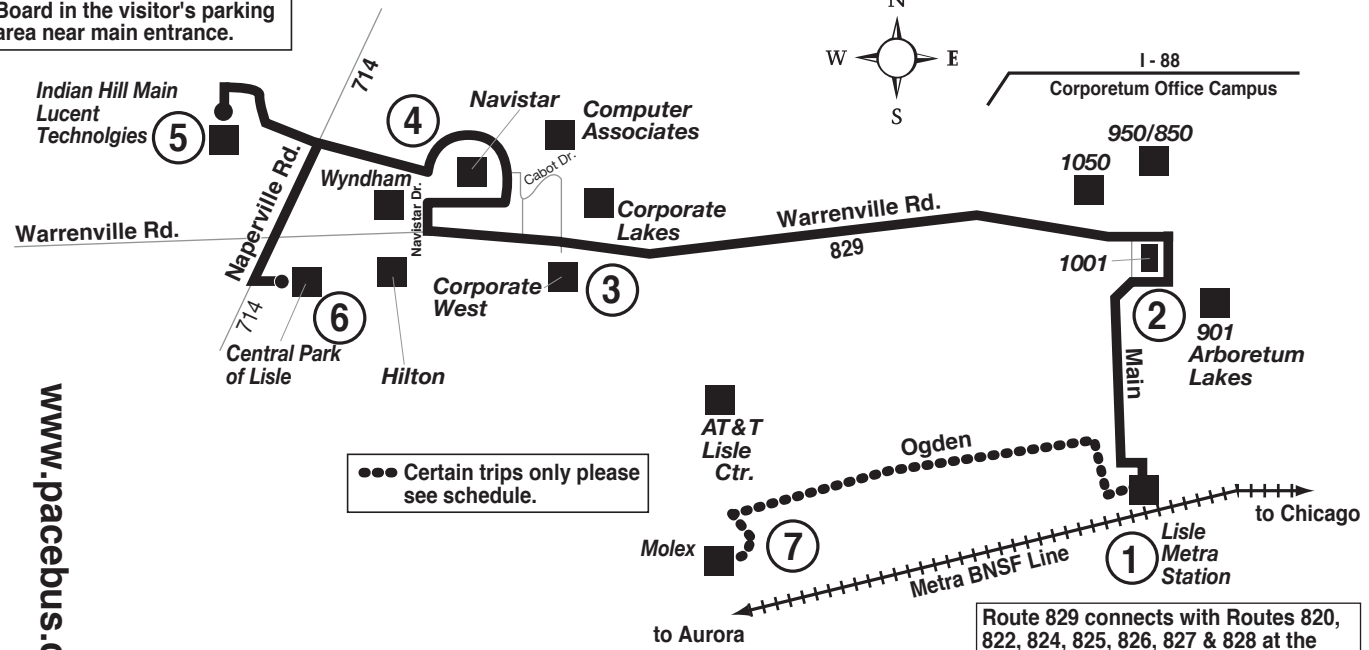 Board in the visitor's parking
area near main entrance.
N
W
E
S
I - 88
Corporetum Office Campus
950/850
1050
Indian Hill Main
Lucent
Technolgies
5
714
4
Navistar
Computer
Associates
Cabot Dr.
Wyndham
Navistar Dr.
Naperville Rd.
Warrenville Rd.
Corporate
Lakes
Warrenville Rd.
829
1001
2
901
Arboretum
Lakes
Main
Corporate
West
3
6
714
Central Park
of Lisle
Hilton
www.pacebus.
AT&T
Lisle
Ctr.
Ogden
Certain trips only please
see schedule.
Molex
7
Metra BNSF Line
1
Lisle
Metra
Station
to Chicago
to Aurora
Route 829 connects with Routes 820,
822, 824, 825, 826, 827 & 828 at the